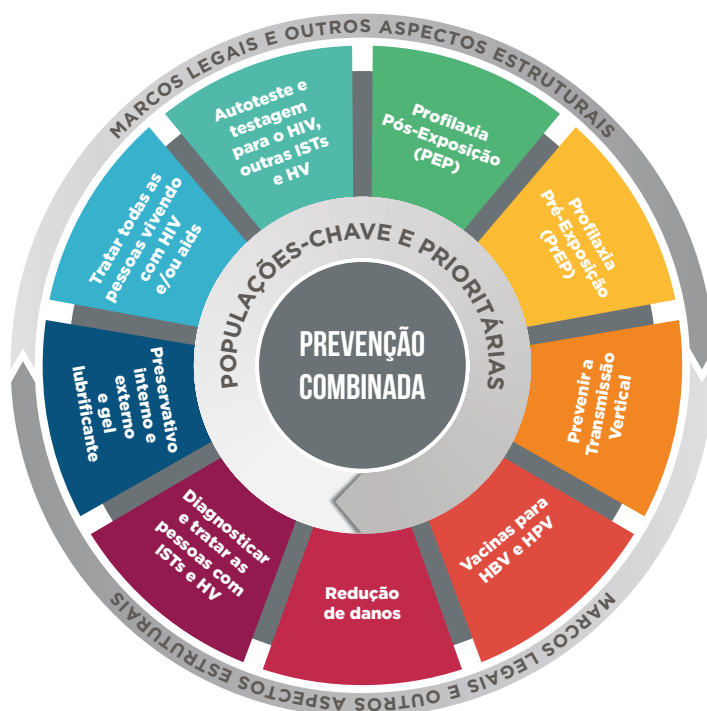 MARCOS LEGAIS E OUTROS ASPECTOS ESTRUTURAIS
Autoteste e
testagem
para o HIV,
outras ISTs
e HV
Profilaxia
Pós-Exposição
(PEP)
Profilaxia
Pré-Exposição
(PrEP)
Prevenir a
Transmissão
Vertical
Vacinas para
HBV e HPV
Redução
de danos
Diagnosticar
e tratar as
pessoas com
ISTs e HV
Preservativo
interno e
externo
e gel
lubrificante
Tratar todas as
pessoas vivendo
com HIV
e/ou aids
POPULAÇÕES-CHAVE E PRIORITÁRIAS
PREVENÇÃO
COMBINADA
MARCOS LEGAIS E OUTROS ASPECTOS ESTRUTURAIS